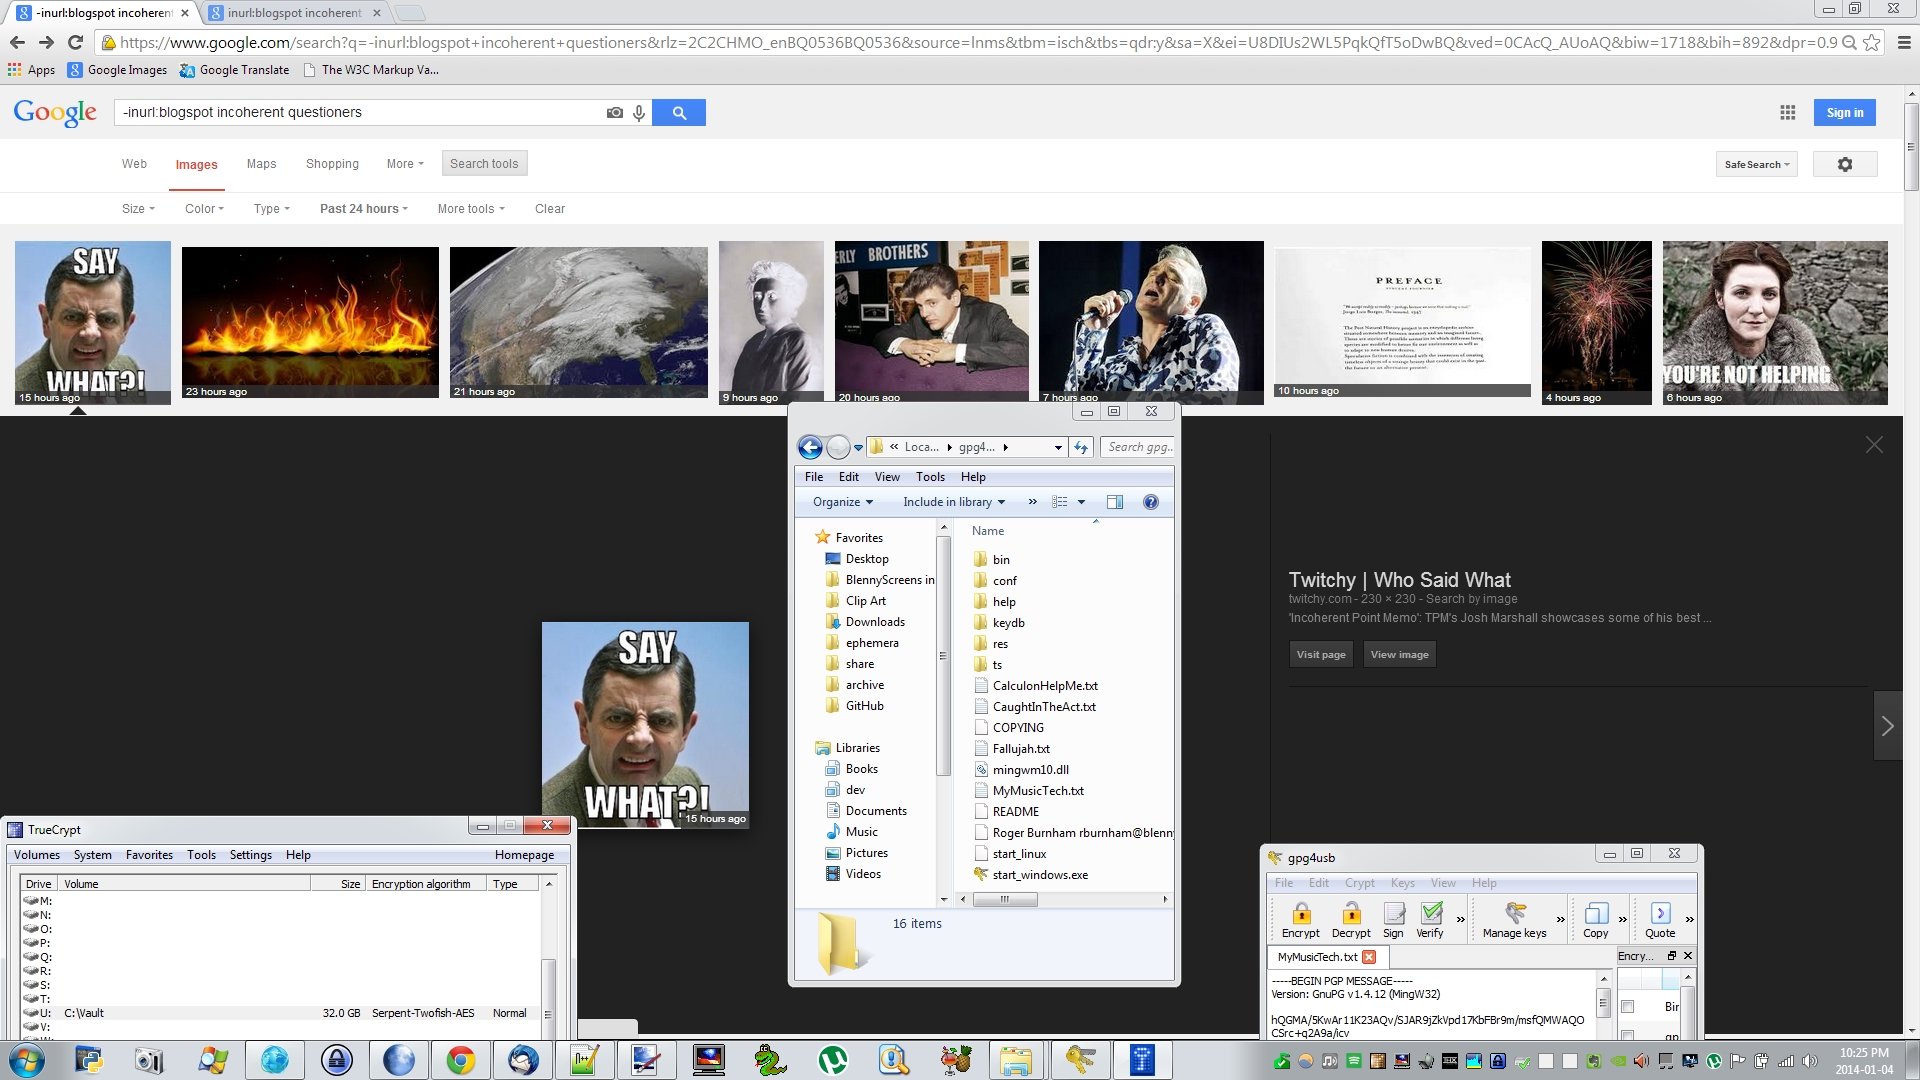 -inurl:blogspot incoherent
inurl:blogspot incoherent
https://www.google.com/search?q=-inurl:blogspot+incoherent+questioners&rlz=2C2CHMO_enBQ0536BQ0536&source=lnms&tbm=isch&tbs=qdr:y&sa=X&ei=U8DIUs2WL5PqkQfT5oDwBQ&ved=0CAcQ_AUoAQ&biw=1718&bih=892&dpr=0.9
Apps Google Images Google Translate The W3C Markup Va...
Google -inurl:blogspot incoherent questioners Sign in
Web Images Maps Shopping More Search tools SafeSearch
Size Color Type Past 24 hours More tools Clear
SAY
WHAT?!
15 hours ago
23 hours ago
21 hours ago
9 hours ago
ERLY BROTHERS
20 hours ago
7 hours ago
PREFACE
10 hours ago
4 hours ago
YOU'RE NOT HELPING
6 hours ago
Loca... gpg4... Search gpg...
File Edit View Tools Help
Organize Include in library »
Name
Favorites
Desktop
BlennyScreens in
Clip Art
Downloads
ephemera
share
archive
GitHub
Libraries
Books
dev
Documents
Music
Pictures
Videos
bin
conf
help
keydb
res
ts
CalculonHelpMe.txt
CaughtInTheAct.txt
COPYING
Fallujah.txt
mingwm10.dll
MyMusicTech.txt
README
Roger Burnham rburnham@blenn
start_linux
start_windows.exe
16 items
Twitchy | Who Said What
twitchy.com - 230 × 230 - Search by image
'Incoherent Point Memo': TPM's Josh Marshall showcases some of his best ...
Visit page View image
SAY
WHAT?!
15 hours ago
TrueCrypt
Volumes System Favorites Tools Settings Help Homepage
Drive Volume Size Encryption algorithm Type
M:
N:
O:
P:
Q:
R:
S:
T:
U: C:\Vault 32.0 GB Serpent-Twofish-AES Normal
V:
gpg4usb
File Edit Crypt Keys View Help
Encrypt Decrypt Sign Verify » Manage keys » Copy » Quote »
MyMusicTech.txt Encry...
-----BEGIN PGP MESSAGE-----
Version: GnuPG v1.4.12 (MingW32)
hQGMA/5KwAr11K23AQv/SJAR9jZkVpd17KbFBr9m/msfQMWAQO
CSrc+q2A9a/icv
Bir
10:25 PM
2014-01-04